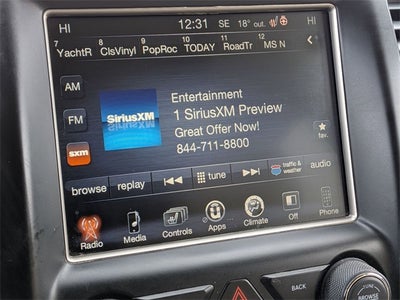 HI 12:31 SE 18° out. HI
7 8 9 10 11 12
YachtR ClsVinyl PopRoc TODAY RoadTr MS N
AM
FM
sxm
SiriusXM
Entertainment
1 SiriusXM Preview
Great Offer Now!
844-711-8800
fav.
browse replay tune traffic & weather audio
Radio Media Controls Apps Climate Off Phone
BACK
TUNE
BROWSE